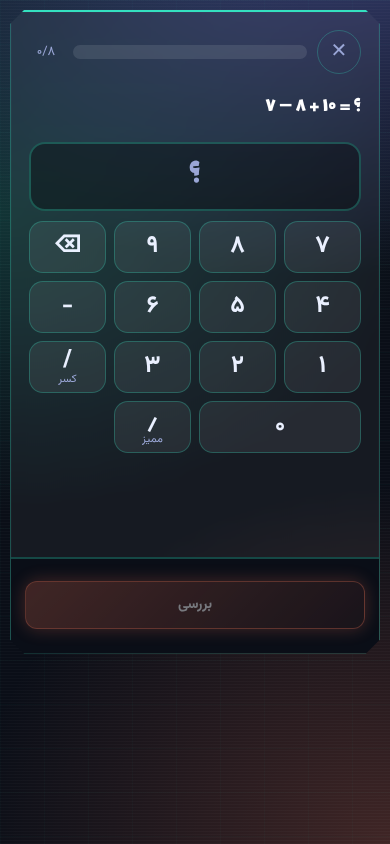 ۰/۸
۷ − ۸ + ۱۰ = ؟
؟
۷ ۸ ۹
۴ ۵ ۶ -
۱ ۲ ۳ /
کسر
۰ ٫
ممیز
بررسی